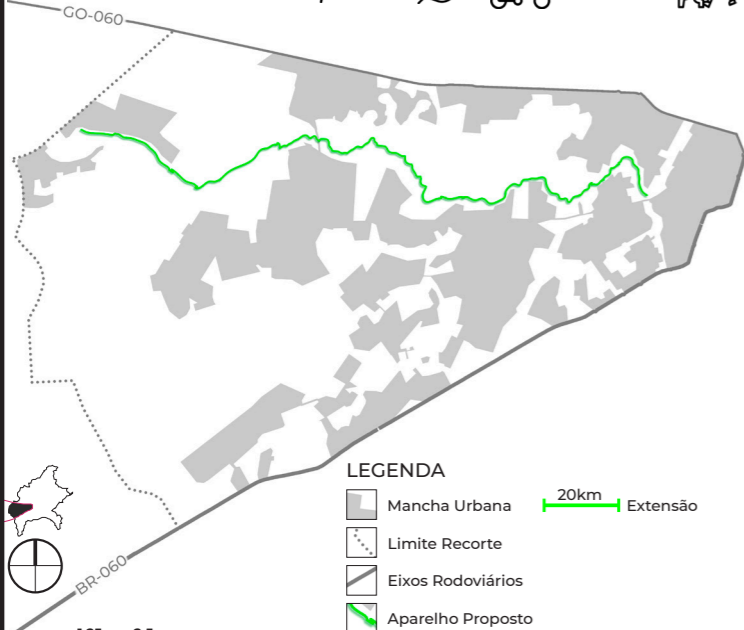 GO-060
BR-060
LEGENDA
Mancha Urbana
20km
Extensão
Limite Recorte
Eixos Rodoviários
Aparelho Proposto